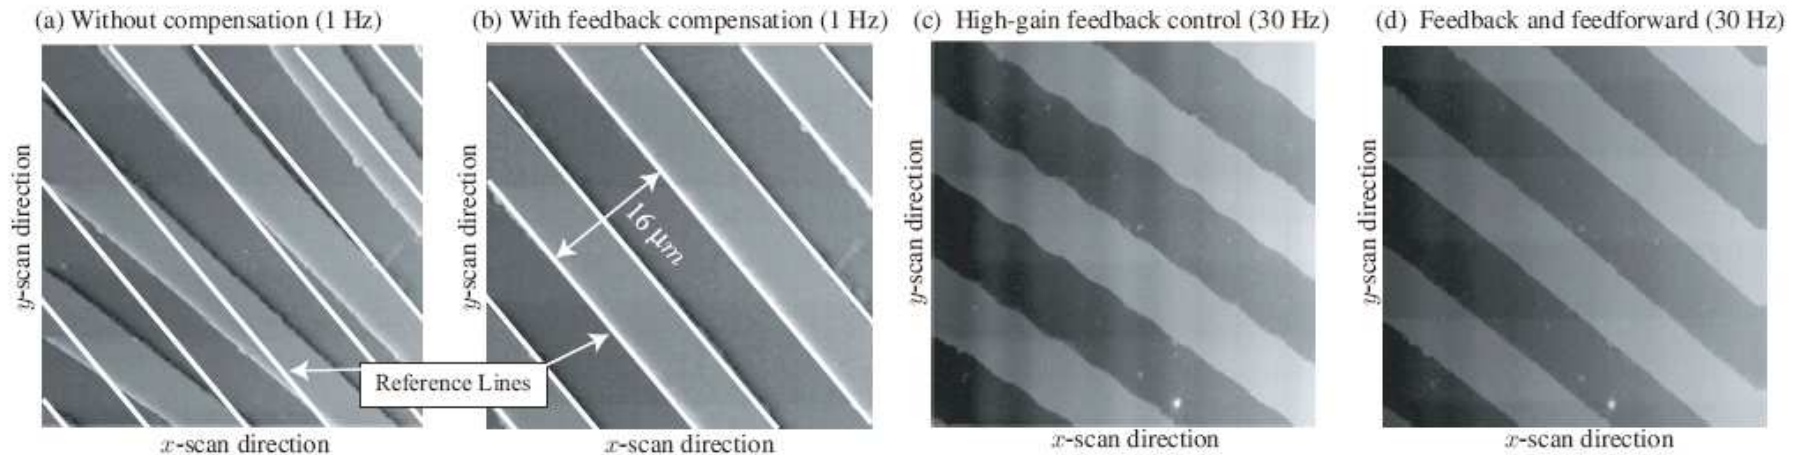 (a) Without compensation (1 Hz)
(b) With feedback compensation (1 Hz)
(c) High-gain feedback control (30 Hz)
(d) Feedback and feedforward (30 Hz)
y-scan direction
y-scan direction
y-scan direction
y-scan direction
16 μm
Reference Lines
x-scan direction
x-scan direction
x-scan direction
x-scan direction